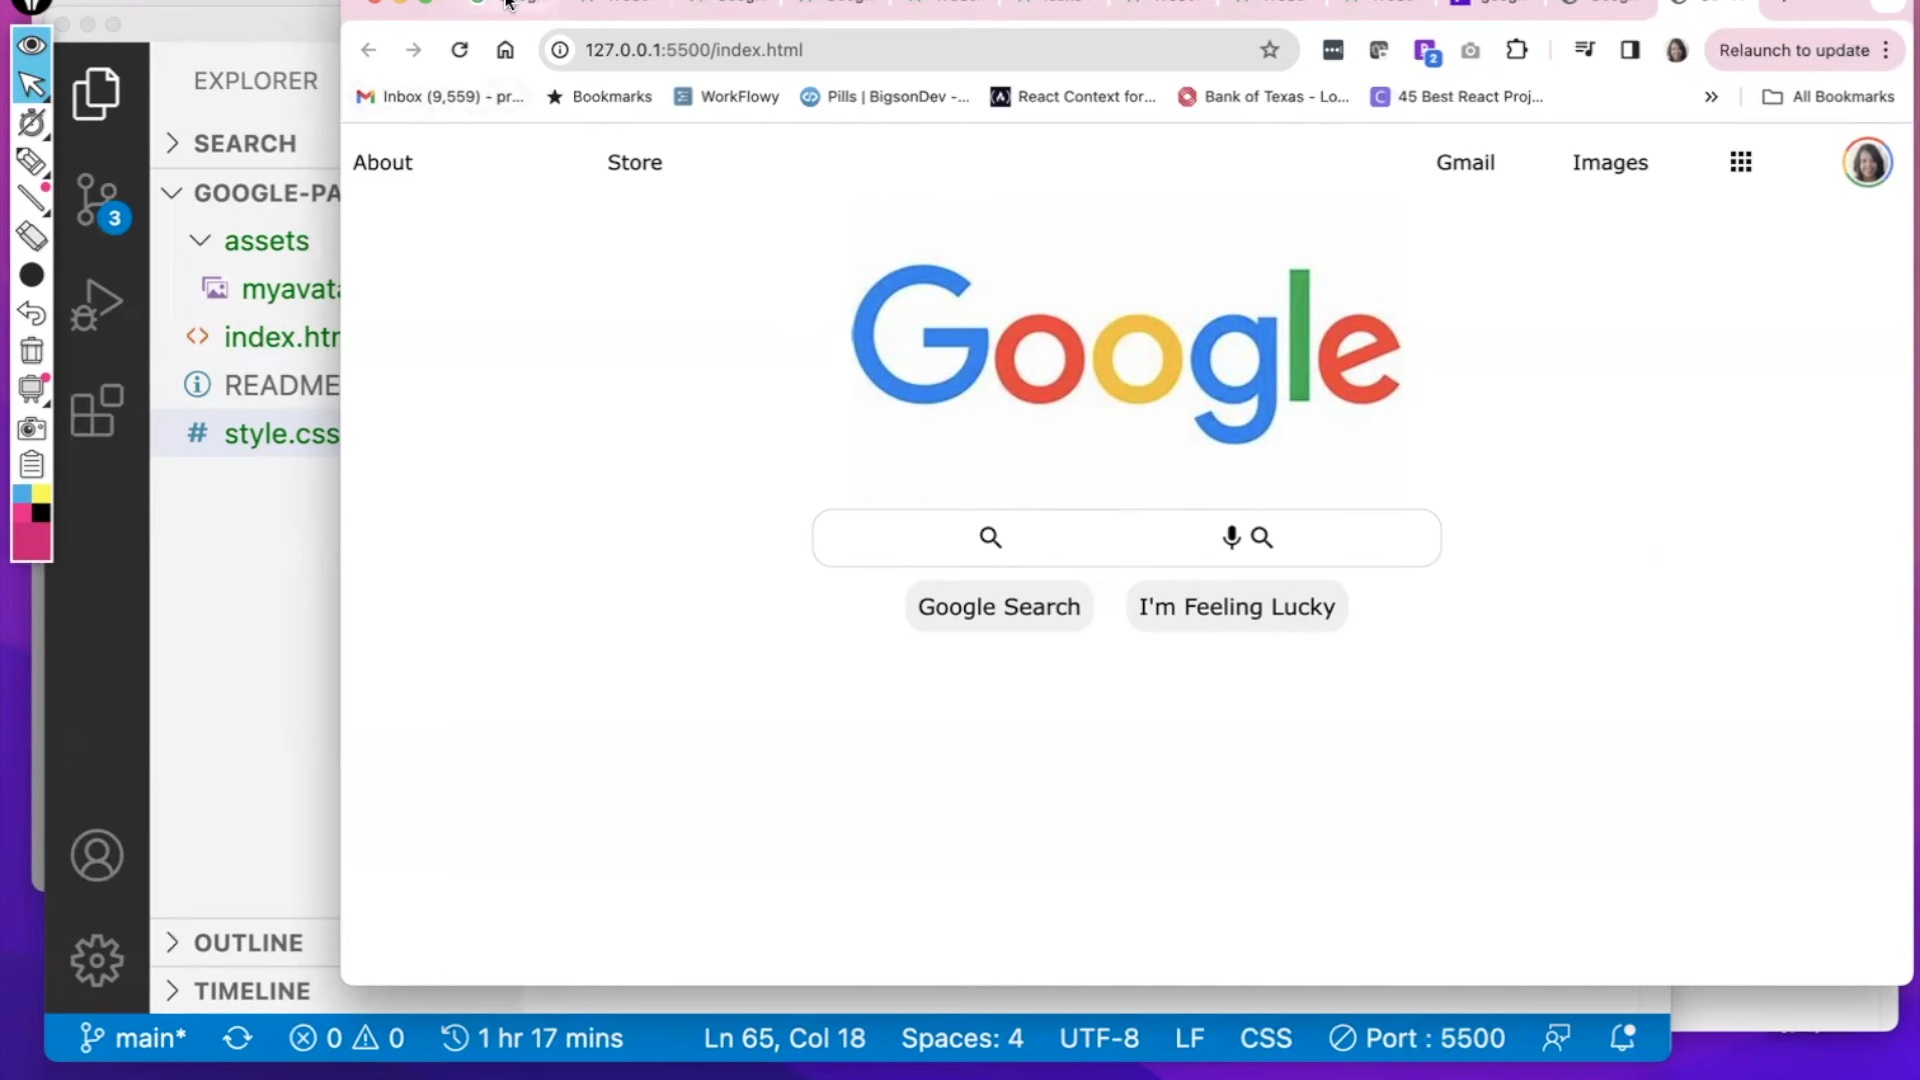 127.0.0.1:5500/index.html
Relaunch to update
Inbox (9,559) - pr...
Bookmarks
WorkFlowy
Pills | BigsonDev -...
React Context for...
Bank of Texas - Lo...
45 Best React Proj...
All Bookmarks
EXPLORER
SEARCH
GOOGLE-PA
assets
myavata
index.htm
README
style.css
3
2
About
Store
Gmail
Images
Google
Google Search
I'm Feeling Lucky
OUTLINE
TIMELINE
main*
0
0
1 hr 17 mins
Ln 65, Col 18
Spaces: 4
UTF-8
LF
CSS
Port : 5500